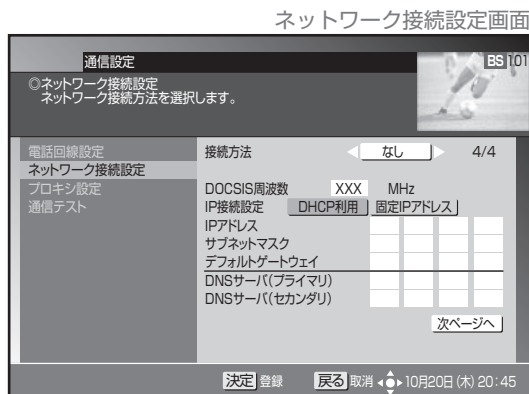 ネットワーク接続設定画面
通信設定
BS 101
◎ネットワーク接続設定
ネットワーク接続方法を選択します。
電話回線設定
ネットワーク接続設定
プロキシ設定
通信テスト
接続方法 なし 4/4
DOCSIS周波数 XXX MHz
IP接続設定 DHCP利用 固定IPアドレス
IPアドレス
サブネットマスク
デフォルトゲートウェイ
DNSサーバ(プライマリ)
DNSサーバ(セカンダリ)
次ページへ
決定 登録 戻る 取消 10月20日(木) 20:45